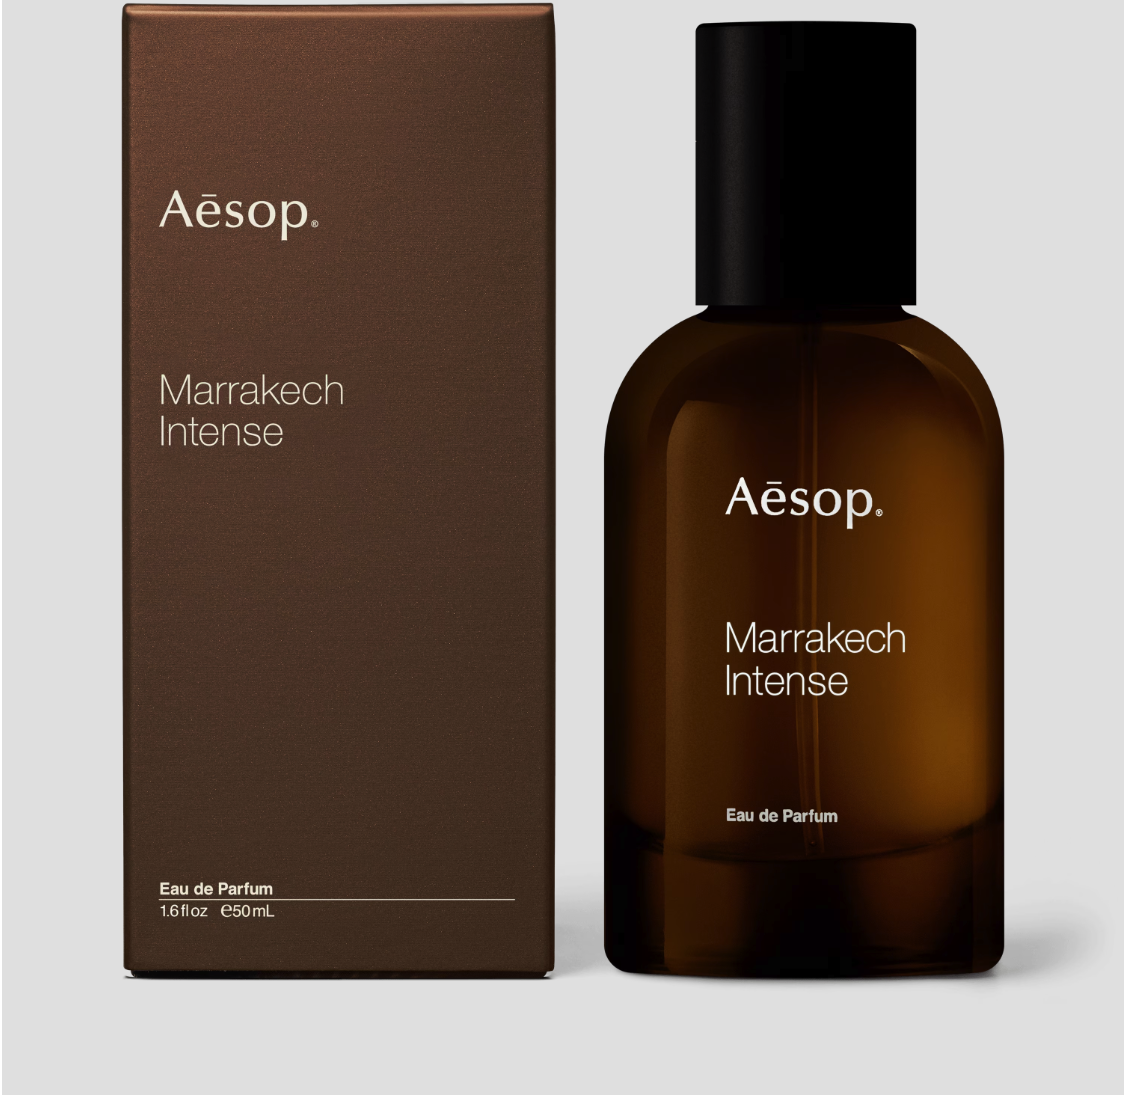 Aēsop®
Marrakech
Intense
Eau de Parfum
1.6 fl oz ℮50 mL
Aēsop®
Marrakech
Intense
Eau de Parfum